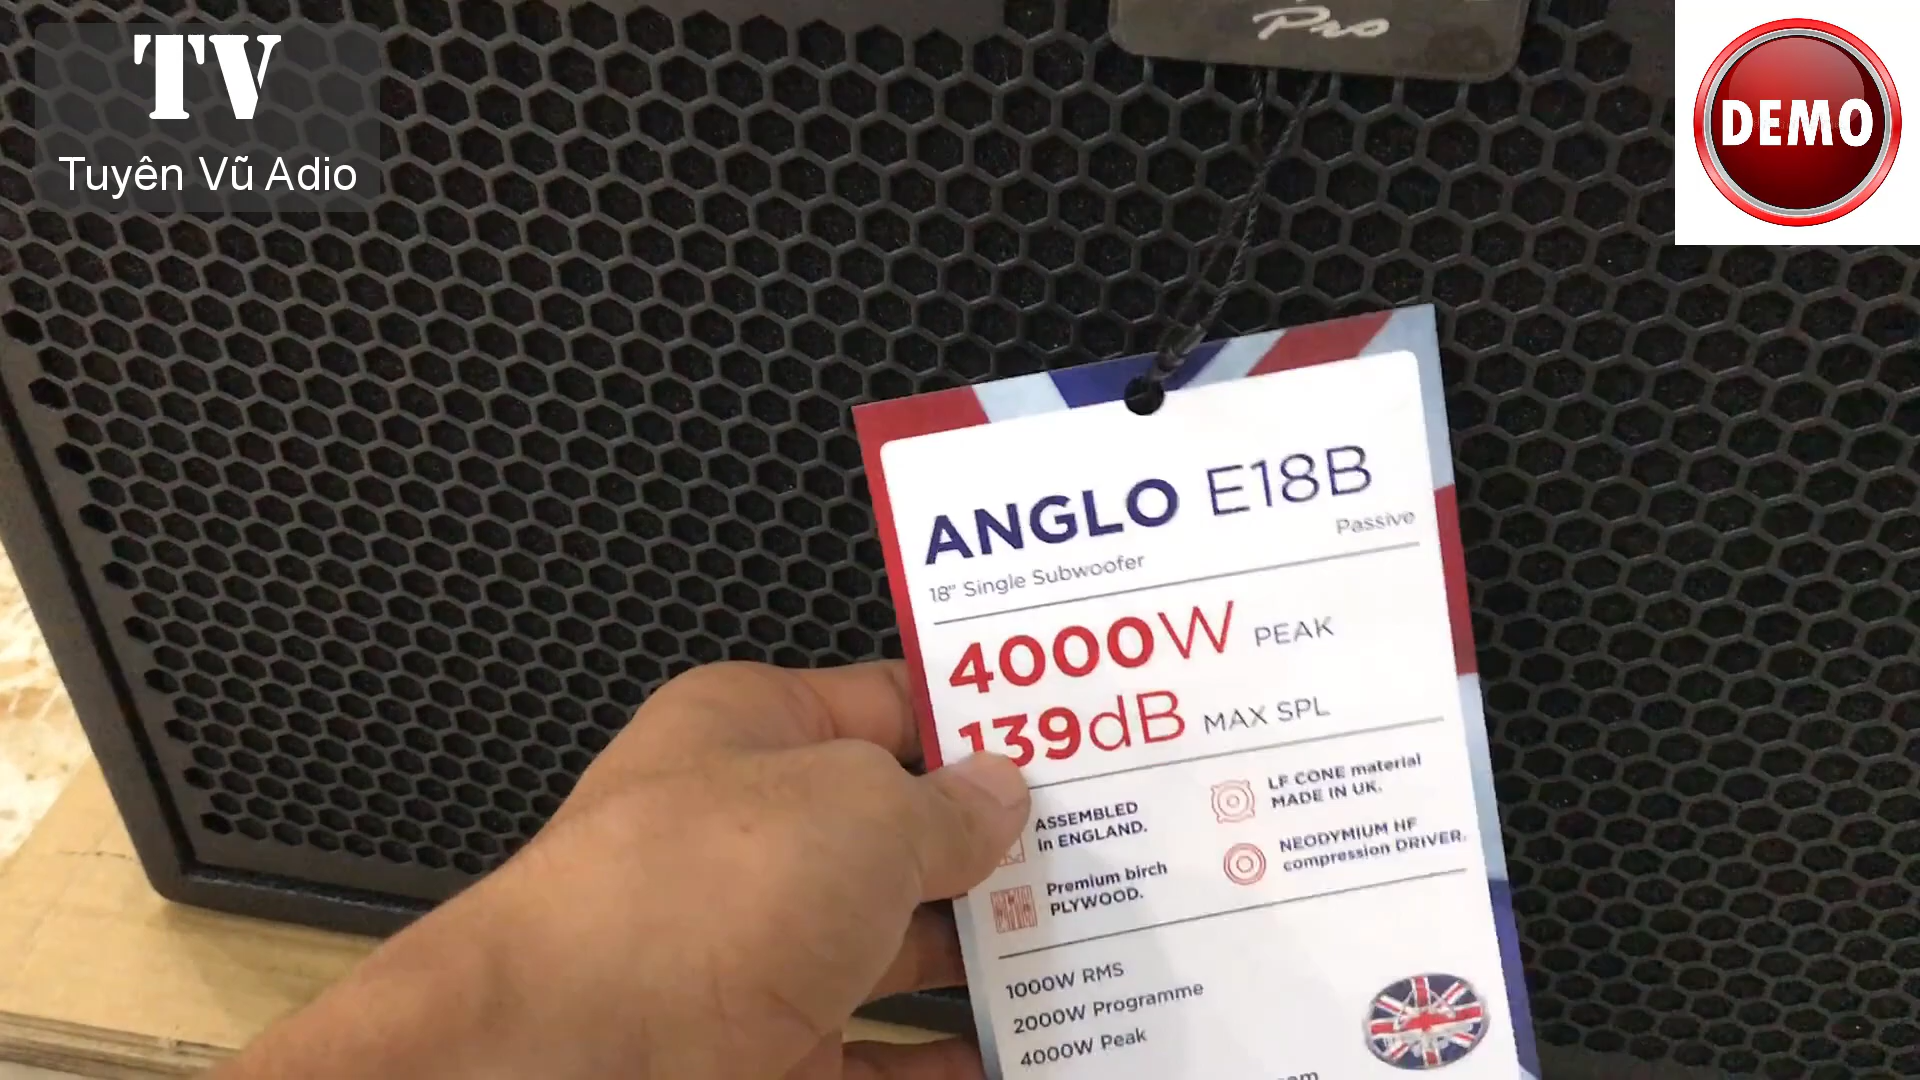 Pro
TV
Tuyên Vũ Adio
DEMO
ANGLO E18B
Passive
18" Single Subwoofer
4000W PEAK
139dB MAX SPL
ASSEMBLED
in ENGLAND.
LF CONE material
MADE IN UK.
Premium birch
PLYWOOD.
NEODYMIUM HF
compression DRIVER.
1000W RMS
2000W Programme
4000W Peak